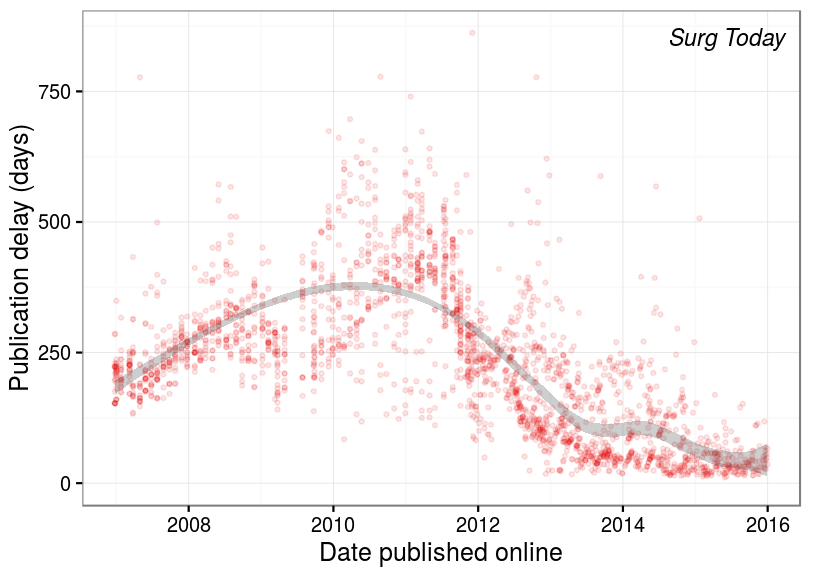 Surg Today
Publication delay (days)
750
500
250
0
2008 2010 2012 2014 2016
Date published online